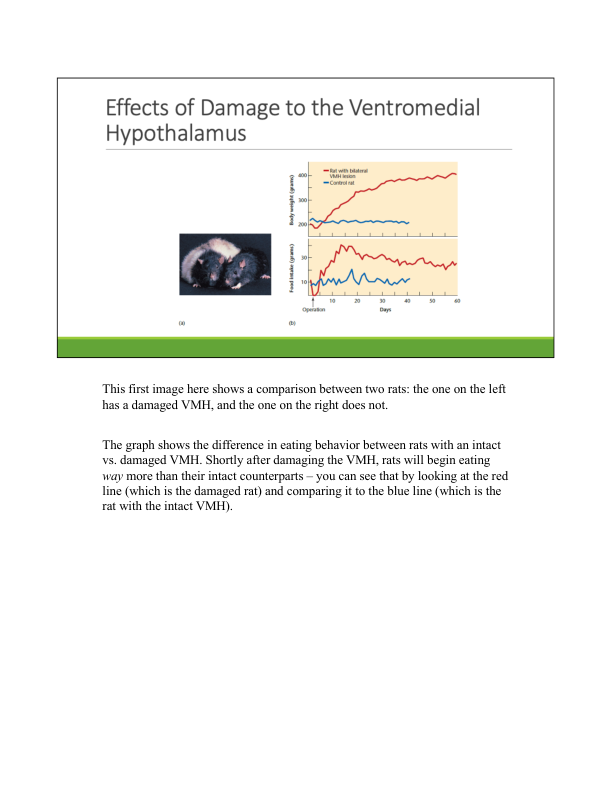 Effects of Damage to the Ventromedial
Hypothalamus
Rat with bilateral
VMH lesion
Control rat
Body weight (grams)
400
300
200
Food intake (grams)
30
10
10 20 30 40 50 60
Operation
Days
(a)
(b)
This first image here shows a comparison between two rats: the one on the left
has a damaged VMH, and the one on the right does not.
The graph shows the difference in eating behavior between rats with an intact
vs. damaged VMH. Shortly after damaging the VMH, rats will begin eating
way more than their intact counterparts – you can see that by looking at the red
line (which is the damaged rat) and comparing it to the blue line (which is the
rat with the intact VMH).